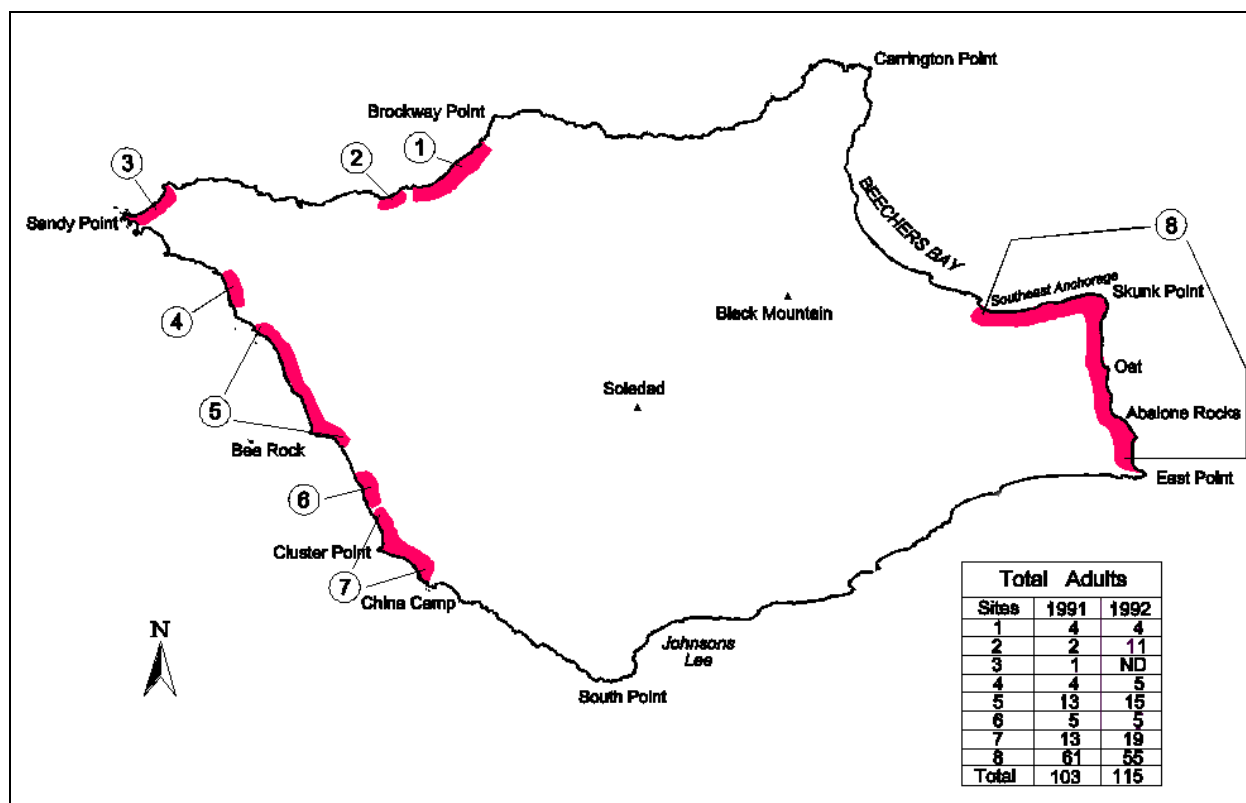 Carrington Point
Brockway Point
1
2
3
Sandy Point
BEECHERS BAY
8
Southeast Anchorage
Skunk Point
4
Black Mountain
Oat
Soledad
5
Abalone Rocks
Bee Rock
East Point
6
Cluster Point
7
China Camp
Johnsons
Lee
South Point
N
Total Adults
Sites 1991 1992
1 4 4
2 2 11
3 1 ND
4 4 5
5 13 15
6 5 5
7 13 19
8 61 55
Total 103 115